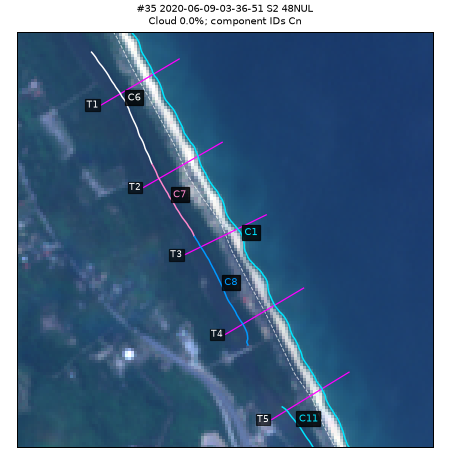 #35 2020-06-09-03-36-51 S2 48NUL
Cloud 0.0%; component IDs Cn
C6
T1
T2
C7
C1
T3
C8
T4
C11
T5